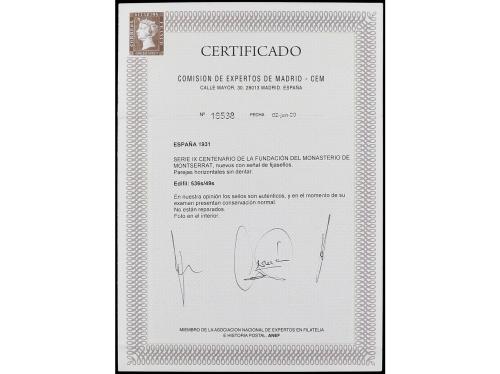 CERTIFICADO
COMISION DE EXPERTOS DE MADRID - CEM
CALLE MAYOR, 30. 28013 MADRID. ESPAÑA
Nº 19538 FECHA 02-jun-09
ESPAÑA 1931
SERIE IX CENTENARIO DE LA FUNDACIÓN DEL MONASTERIO DE
MONTSERRAT, nuevos con señal de fijasellos.
Parejas horizontales sin dentar.
Edifil: 636s/49s
En nuestra opinión los sellos son auténticos, y en el momento de su
examen presentan conservación normal.
No están reparados.
Foto en el interior.
MIEMBRO DE LA ASOCIACION NACIONAL DE EXPERTOS EN FILATELIA
E HISTORIA POSTAL. ANEF